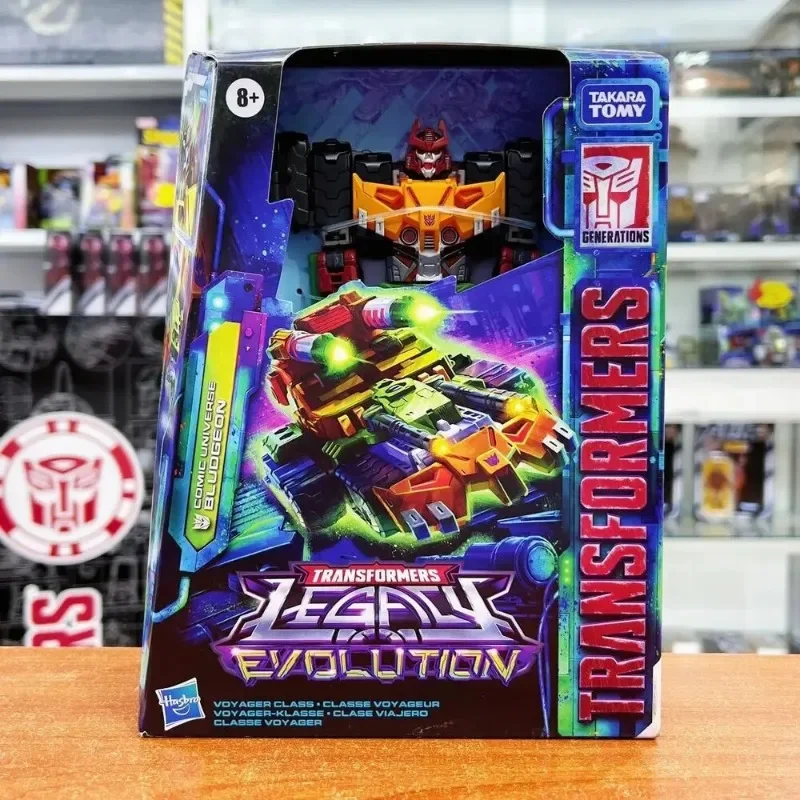 8+
TAKARA
TOMY
GENERATIONS
TRANSFORMERS
COMIC UNIVERSE
BLUDGEON
TRANSFORMERS
LEGACY
EVOLUTION
Hasbro
VOYAGER CLASS • CLASSE VOYAGEUR
VOYAGER-KLASSE • CLASE VIAJERO
CLASSE VOYAGER
RS